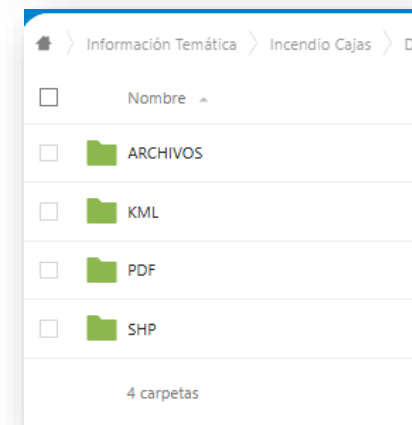 Información Temática Incendio Cajas
Nombre
ARCHIVOS
KML
PDF
SHP
4 carpetas